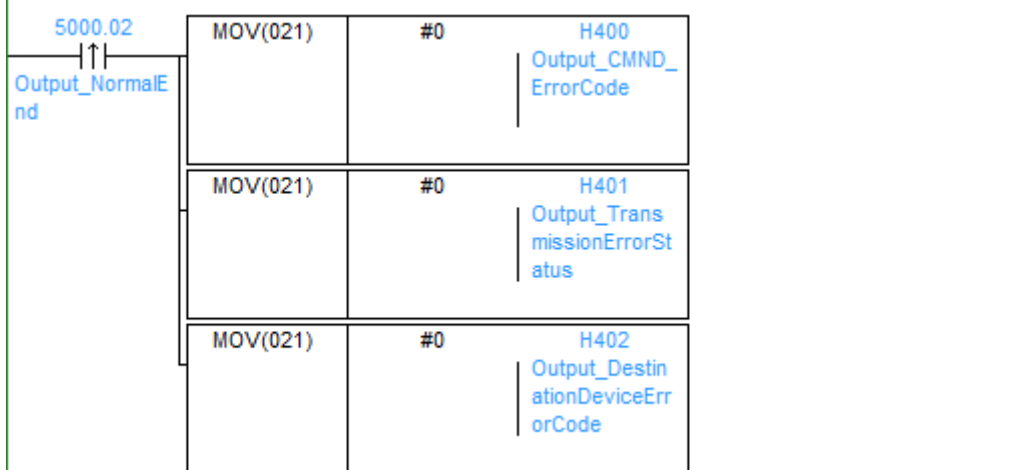 5000.02
Output_NormalE
nd
MOV(021) #0 H400
Output_CMND_
ErrorCode
MOV(021) #0 H401
Output_Trans
missionErrorSt
atus
MOV(021) #0 H402
Output_Destin
ationDeviceErr
orCode